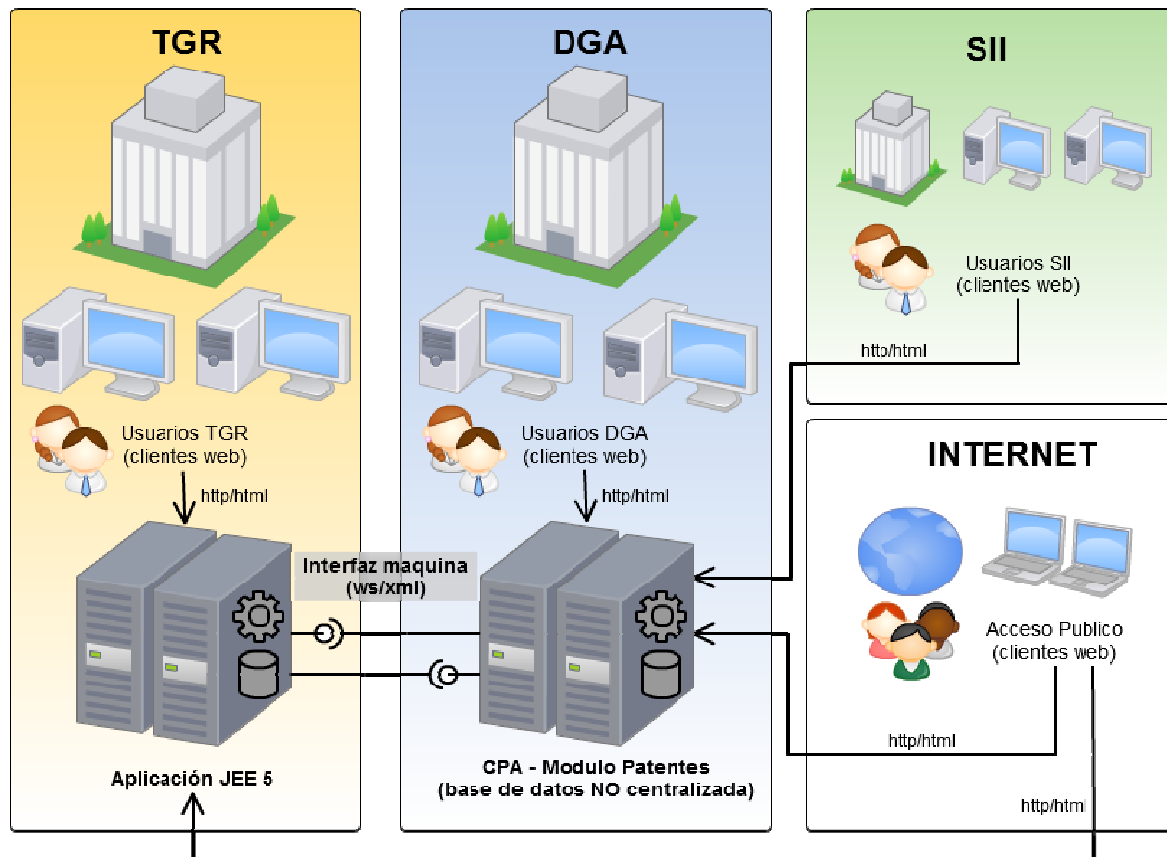 TGR
Usuarios TGR
(clientes web)
http/html
Aplicación JEE 5
Interfaz maquina
(ws/xml)
DGA
Usuarios DGA
(clientes web)
http/html
CPA - Modulo Patentes
(base de datos NO centralizada)
SII
Usuarios SII
(clientes web)
http/html
INTERNET
Acceso Publico
(clientes web)
http/html
http/html